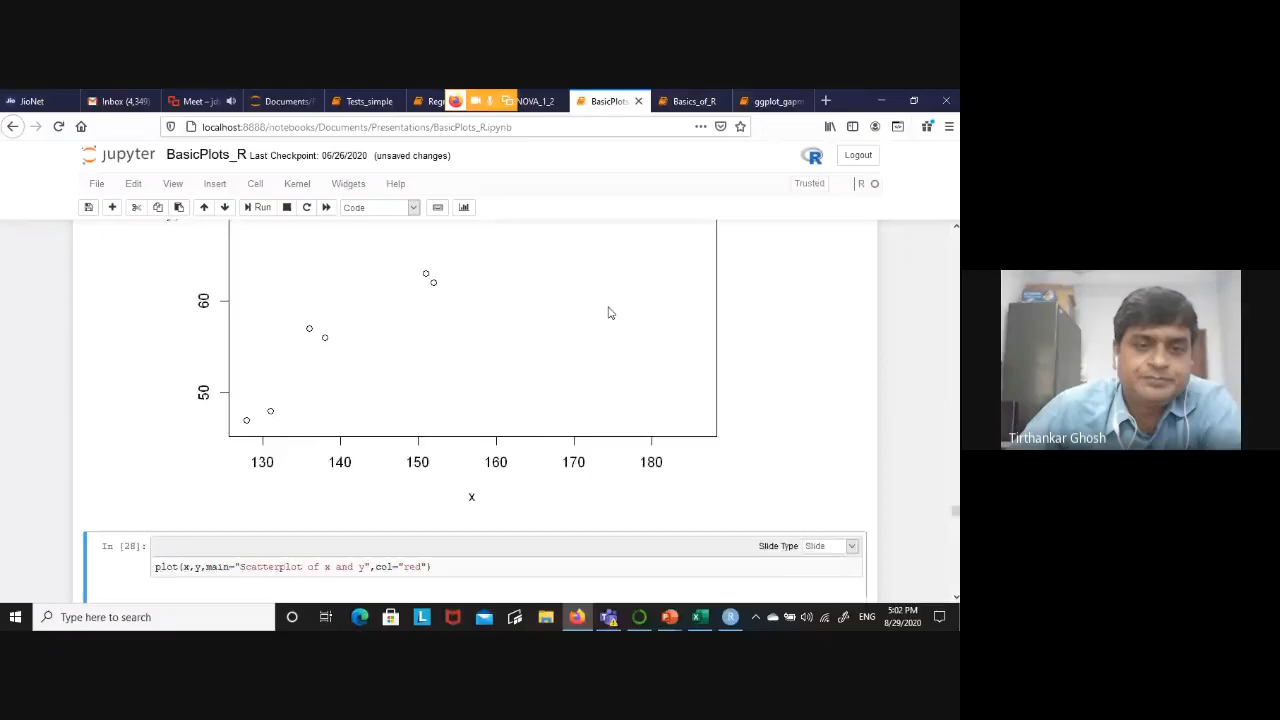 JioNet
Inbox (4,349)
Meet –
Documents/
Tests_simple
Reg
NOVA_1_2
BasicPlots
Basics_of_R
ggplot_gapm
localhost:8888/notebooks/Documents/Presentations/BasicPlots_R.ipynb
jupyter BasicPlots_R Last Checkpoint: 06/26/2020 (unsaved changes)
R
Logout
File Edit View Insert Cell Kernel Widgets Help
Trusted
R
Run
Code
60
50
130 140 150 160 170 180
x
In [28]:
Slide Type Slide
plot(x,y,main="Scatterplot of x and y",col="red")
Tirthankar Ghosh
Type here to search
L
R
ENG
5:02 PM
8/29/2020